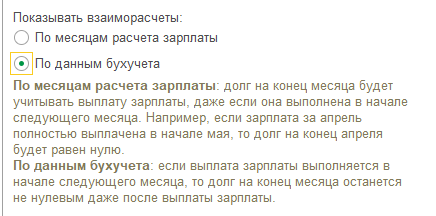 Показывать взаиморасчеты:
По месяцам расчета зарплаты
По данным бухучета
По месяцам расчета зарплаты: долг на конец месяца будет
учитывать выплату зарплаты, даже если она выполнена в начале
следующего месяца. Например, если зарплата за апрель
полностью выплачена в начале мая, то долг на конец апреля
будет равен нулю.
По данным бухучета: если выплата зарплаты выполняется в
начале следующего месяца, то долг на конец месяца останется
не нулевым даже после выплаты зарплаты.